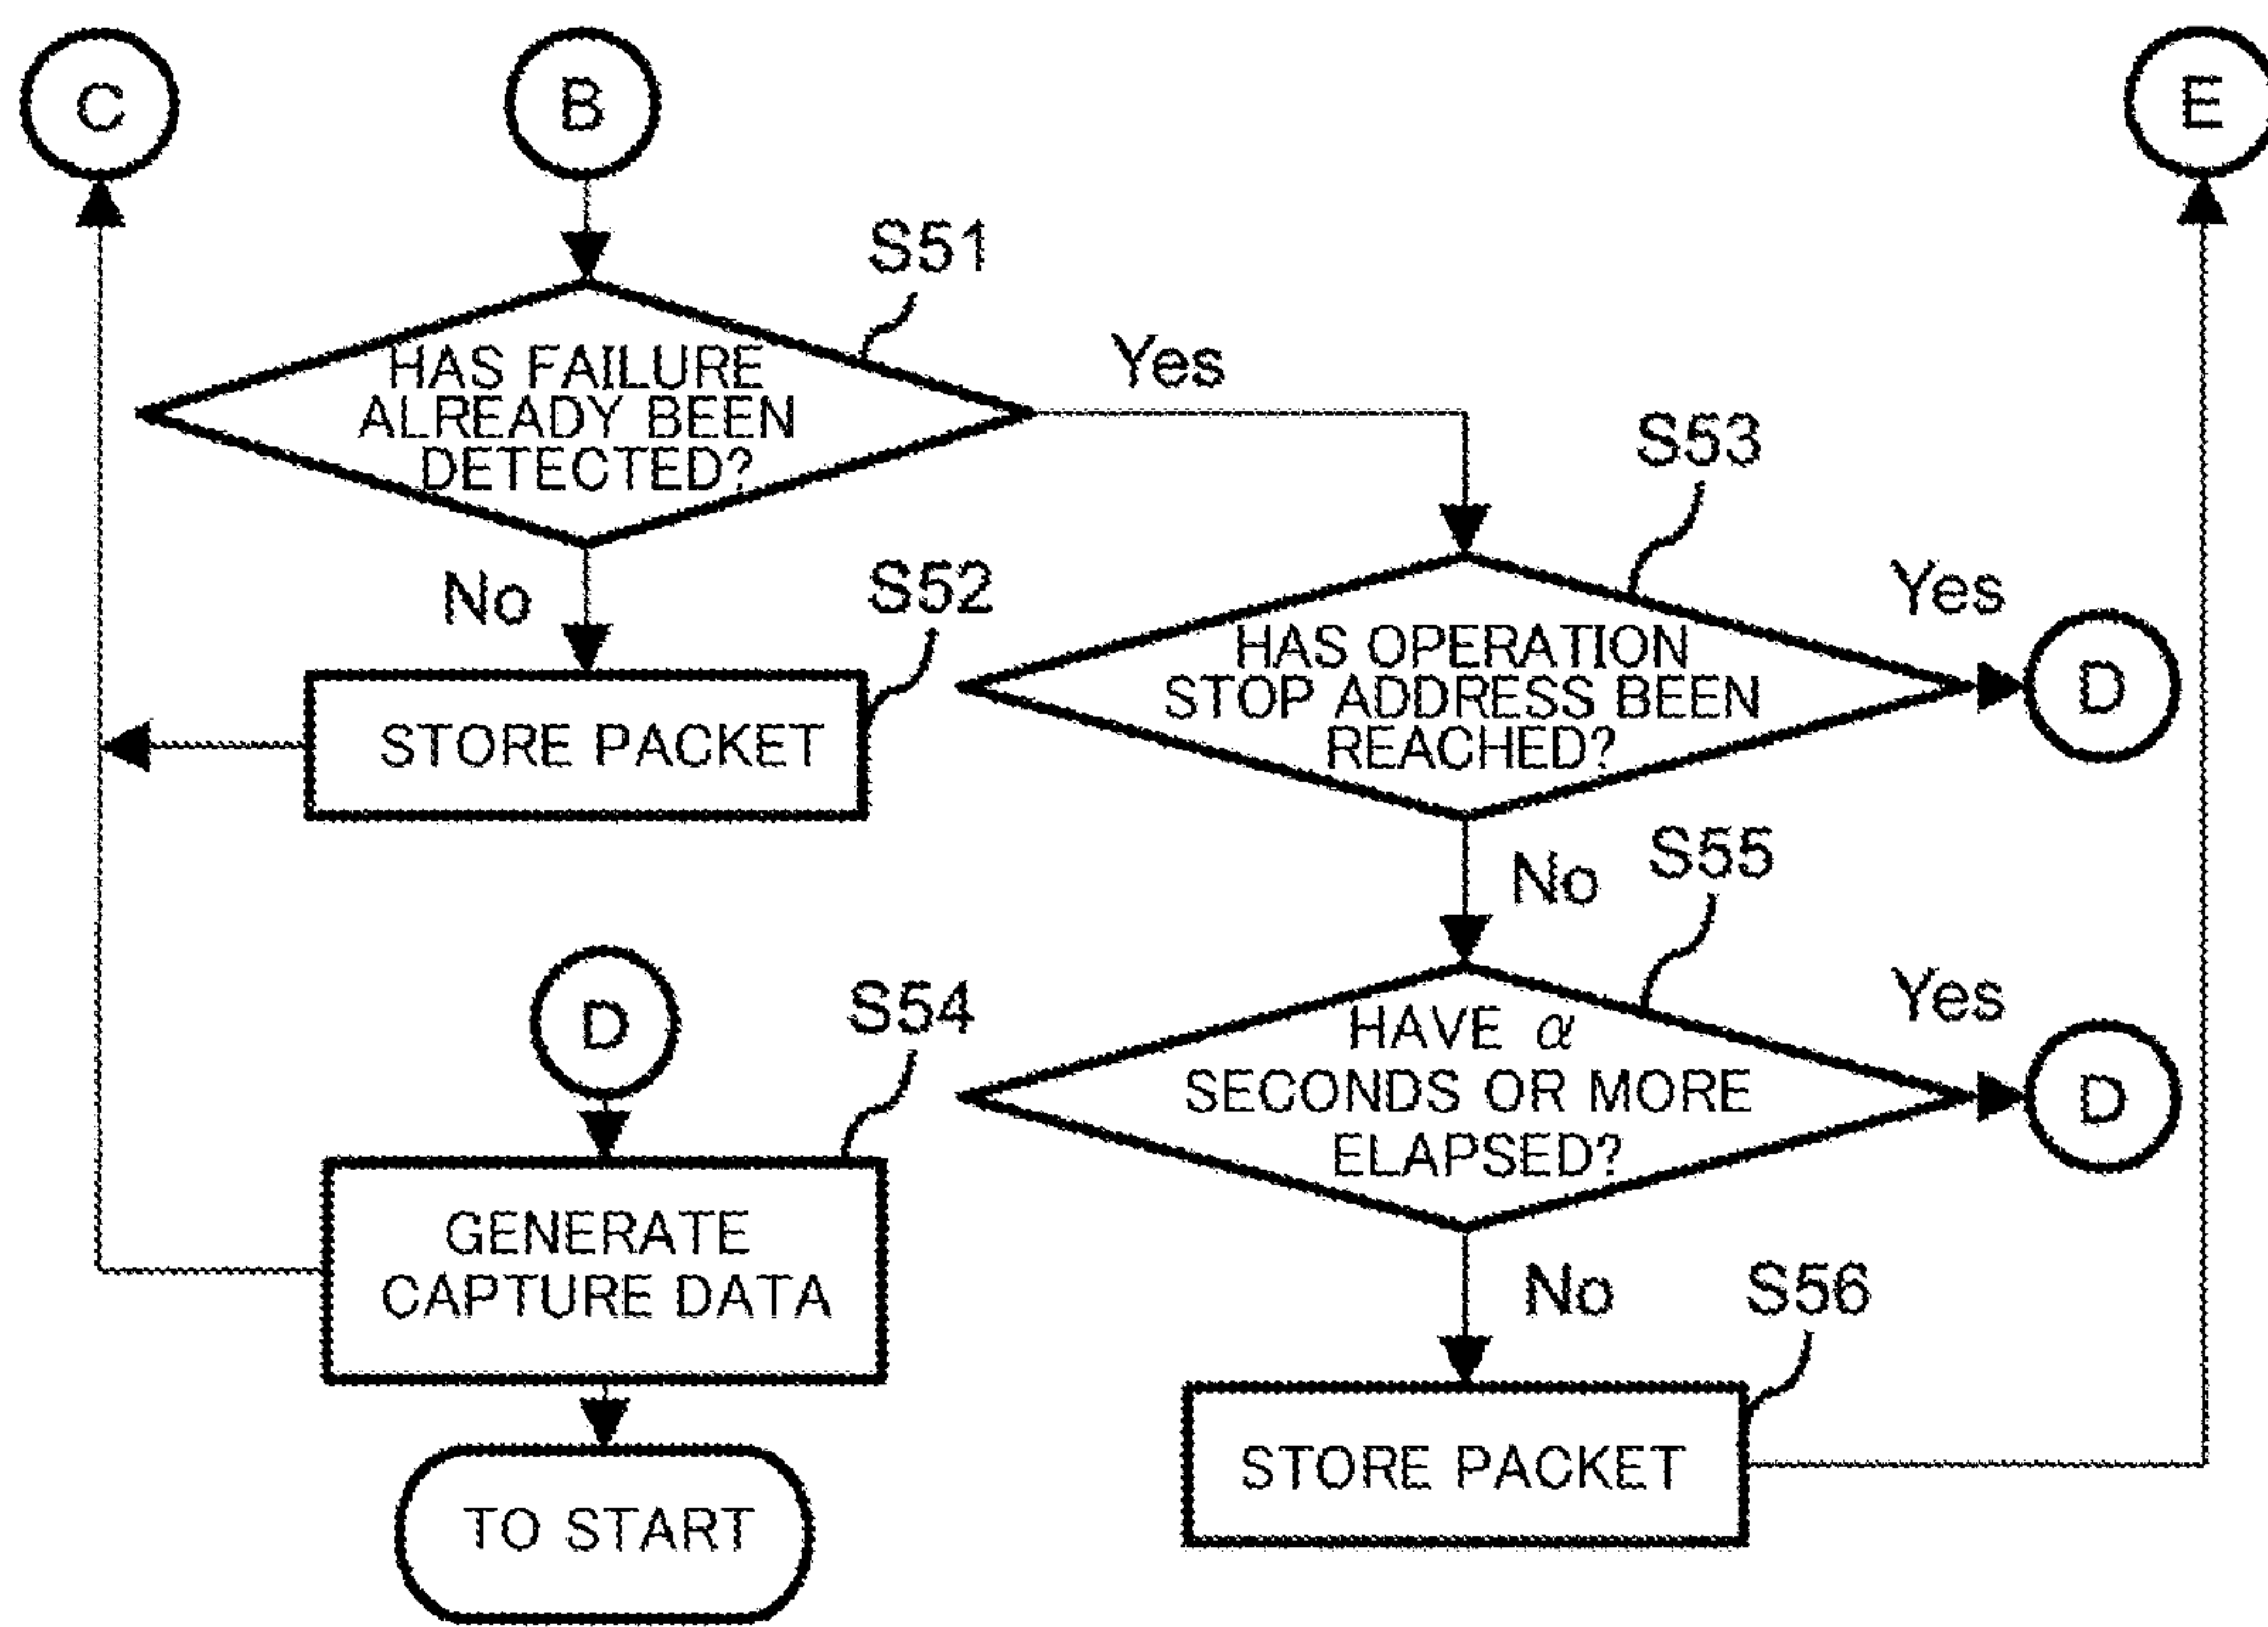 C
B
E
S51
HAS FAILURE
ALREADY BEEN
DETECTED?
Yes
No
S52
STORE PACKET
S53
HAS OPERATION
STOP ADDRESS BEEN
REACHED?
Yes
D
No
S55
HAVE α
SECONDS OR MORE
ELAPSED?
Yes
D
No
S56
STORE PACKET
D
S54
GENERATE
CAPTURE DATA
TO START